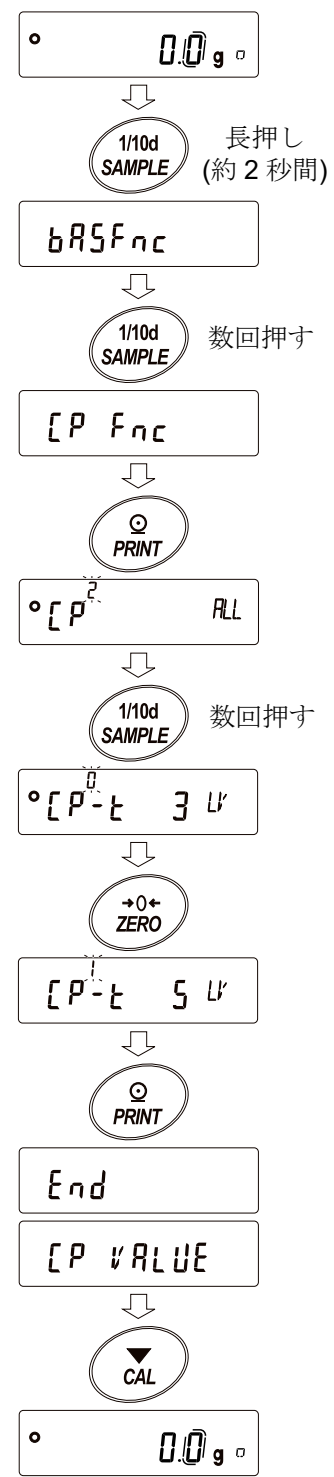 0.0 g
1/10d
SAMPLE
長押し
(約 2 秒間)
bASFnc
1/10d
SAMPLE
数回押す
CP Fnc
PRINT
2
CP ALL
1/10d
SAMPLE
数回押す
0
CP-t 3 LV
→0←
ZERO
1
CP-t 5 LV
PRINT
End
CP VALUE
CAL
0.0 g